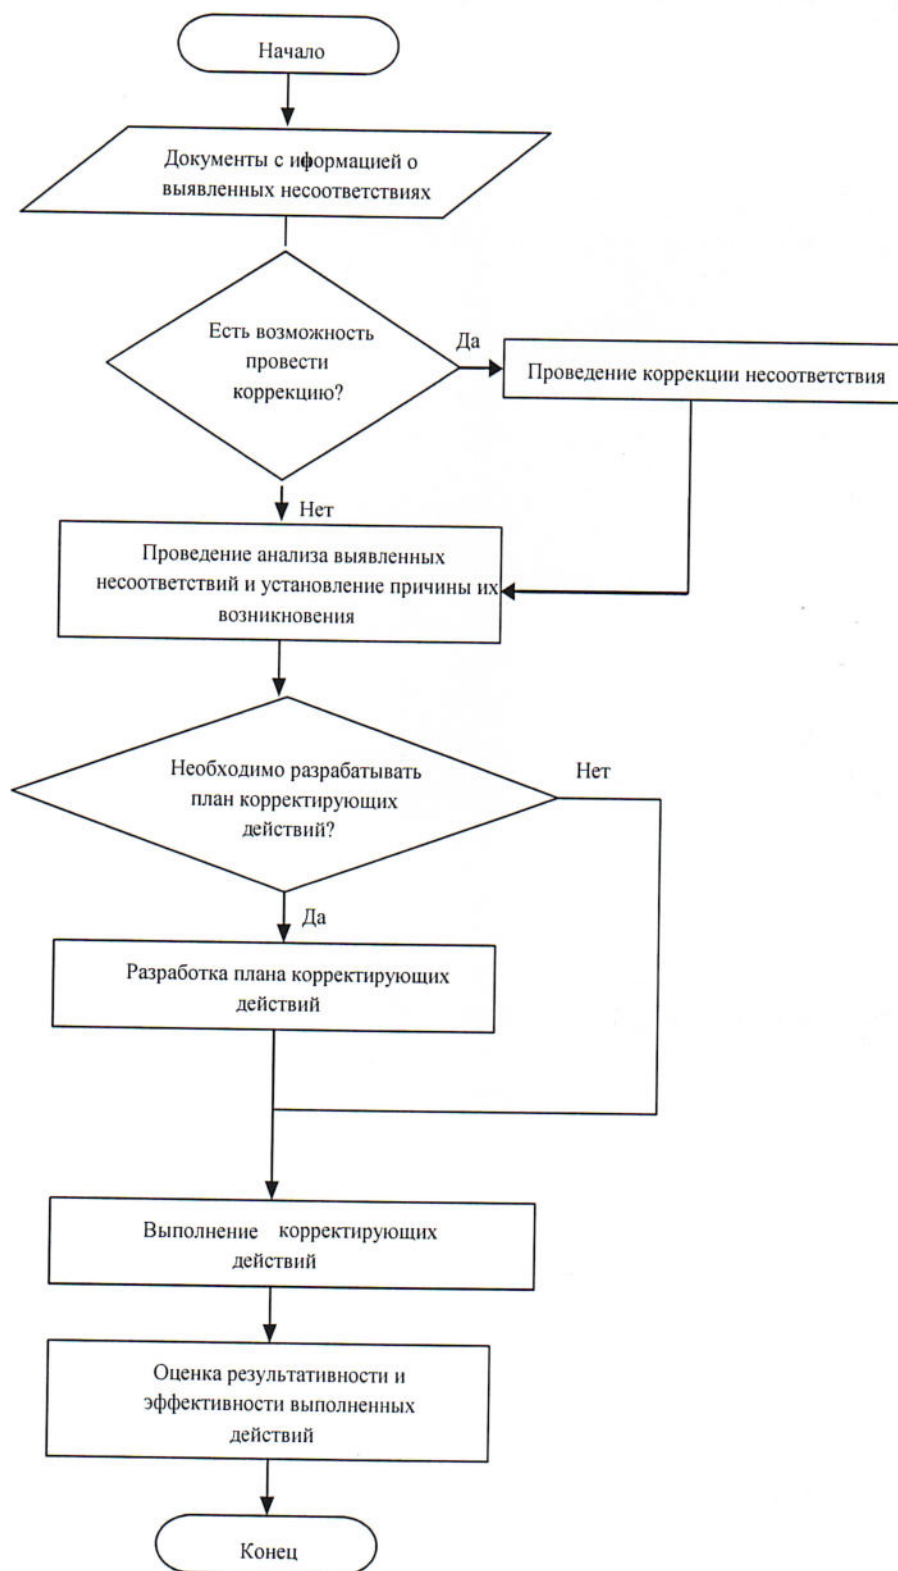 Начало
Документы с иформацией о
выявленных несоответствиях
Есть возможность
провести
коррекцию?
Да
Проведение коррекции несоответствия
Нет
Проведение анализа выявленных
несоответствий и установление причины их
возникновения
Необходимо разрабатывать
план корректирующих
действий?
Нет
Да
Разработка плана корректирующих
действий
Выполнение корректирующих
действий
Оценка результативности и
эффективности выполненных
действий
Конец